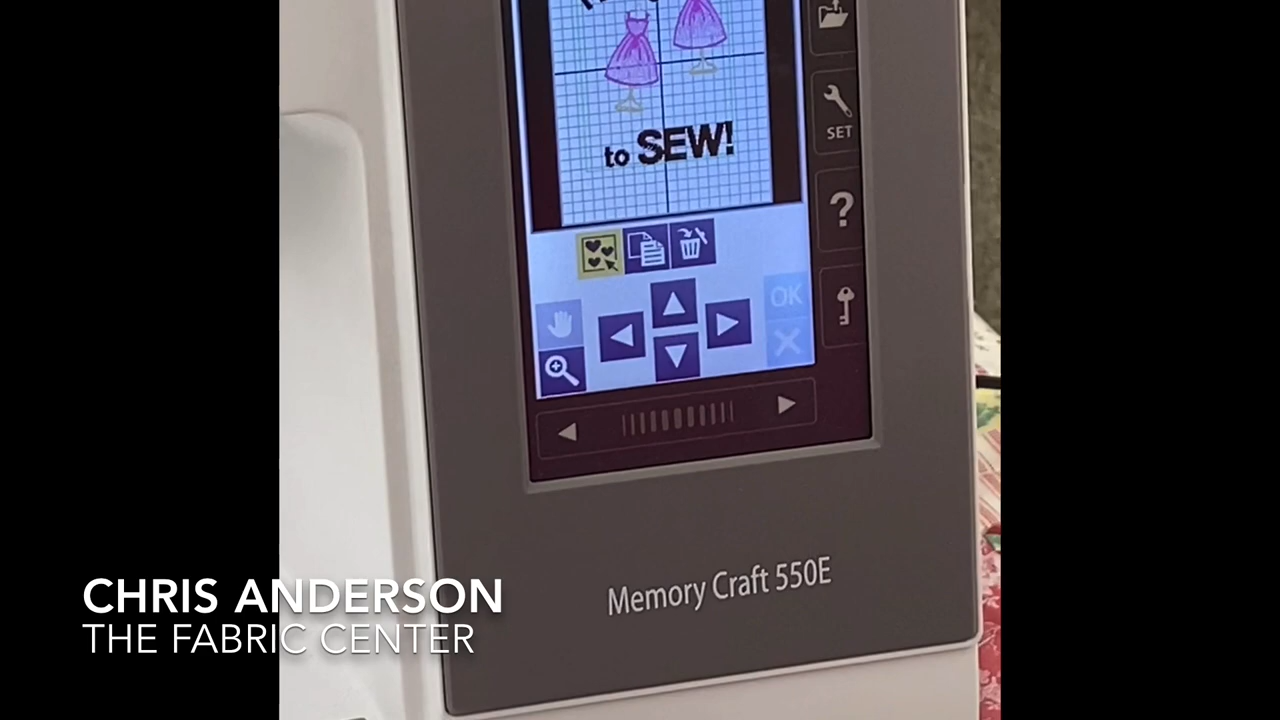 to SEW!
SET
?
OK
Memory Craft 550E
CHRIS ANDERSON
THE FABRIC CENTER